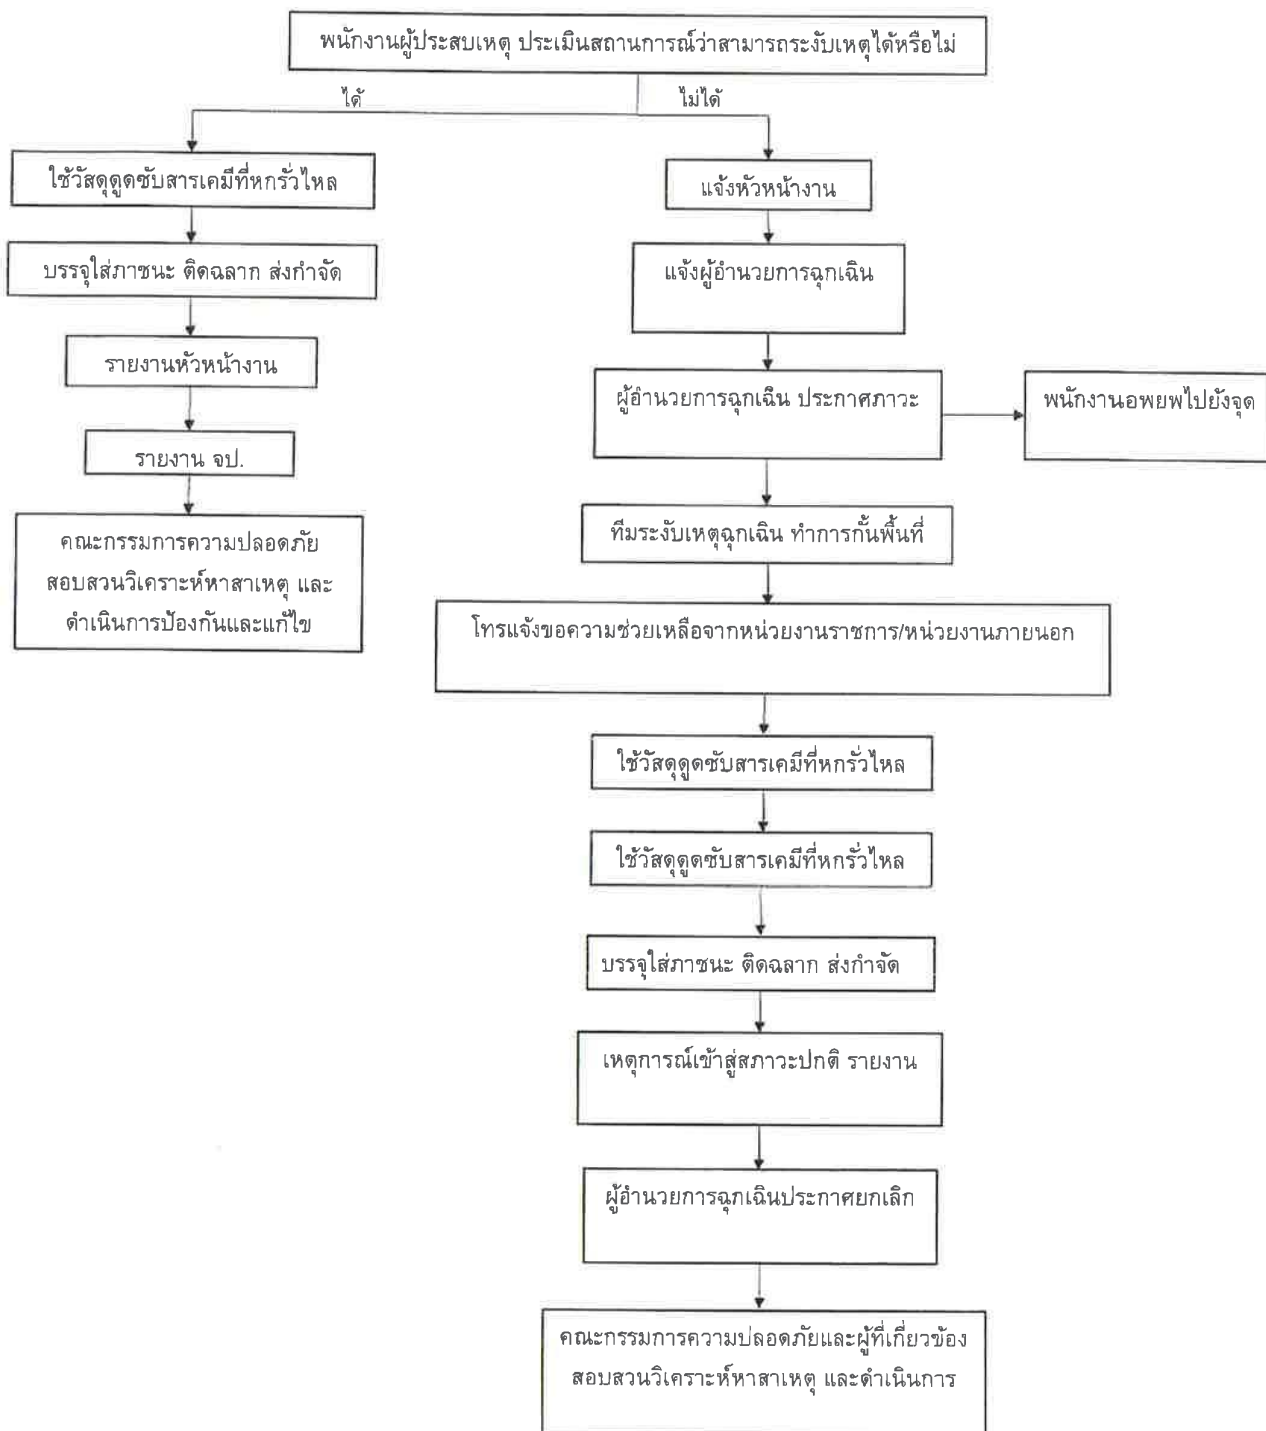 พนักงานผู้ประสบเหตุ ประเมินสถานการณ์ว่าสามารถระงับเหตุได้หรือไม่
ได้
ไม่ได้
ใช้วัสดุดูดซับสารเคมีที่หกรั่วไหล
บรรจุใส่ภาชนะ ติดฉลาก ส่งกำจัด
รายงานหัวหน้างาน
รายงาน จป.
คณะกรรมการความปลอดภัย
สอบสวนวิเคราะห์หาสาเหตุ และ
ดำเนินการป้องกันและแก้ไข
แจ้งหัวหน้างาน
แจ้งผู้อำนวยการฉุกเฉิน
ผู้อำนวยการฉุกเฉิน ประกาศภาวะ
พนักงานอพยพไปยังจุด
ทีมระงับเหตุฉุกเฉิน ทำการกั้นพื้นที่
โทรแจ้งขอความช่วยเหลือจากหน่วยงานราชการ/หน่วยงานภายนอก
ใช้วัสดุดูดซับสารเคมีที่หกรั่วไหล
ใช้วัสดุดูดซับสารเคมีที่หกรั่วไหล
บรรจุใส่ภาชนะ ติดฉลาก ส่งกำจัด
เหตุการณ์เข้าสู่สภาวะปกติ รายงาน
ผู้อำนวยการฉุกเฉินประกาศยกเลิก
คณะกรรมการความปลอดภัยและผู้ที่เกี่ยวข้อง
สอบสวนวิเคราะห์หาสาเหตุ และดำเนินการ